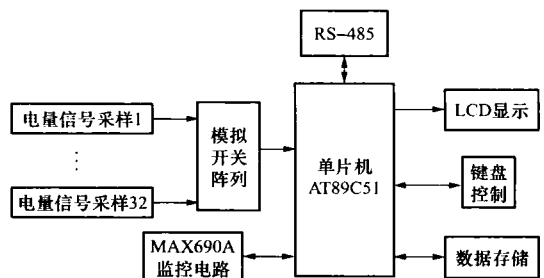 RS-485
电量信号采样1
⋮
电量信号采样32
模拟
开关
阵列
单片机
AT89C51
LCD显示
键盘
控制
MAX690A
监控电路
数据存储